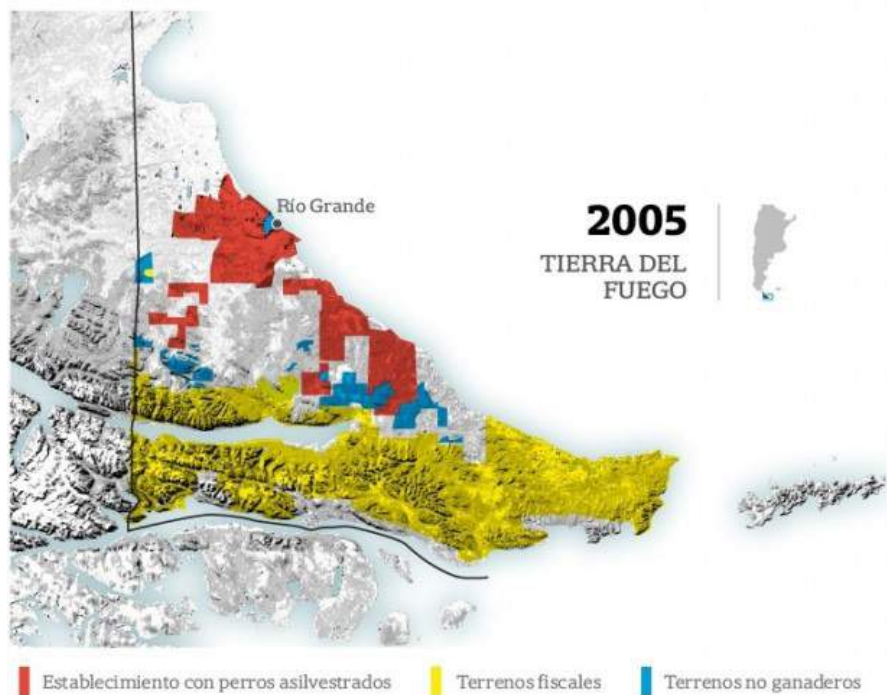 Río Grande
2005
TIERRA DEL
FUEGO
Establecimiento con perros asilvestrados
Terrenos fiscales
Terrenos no ganaderos